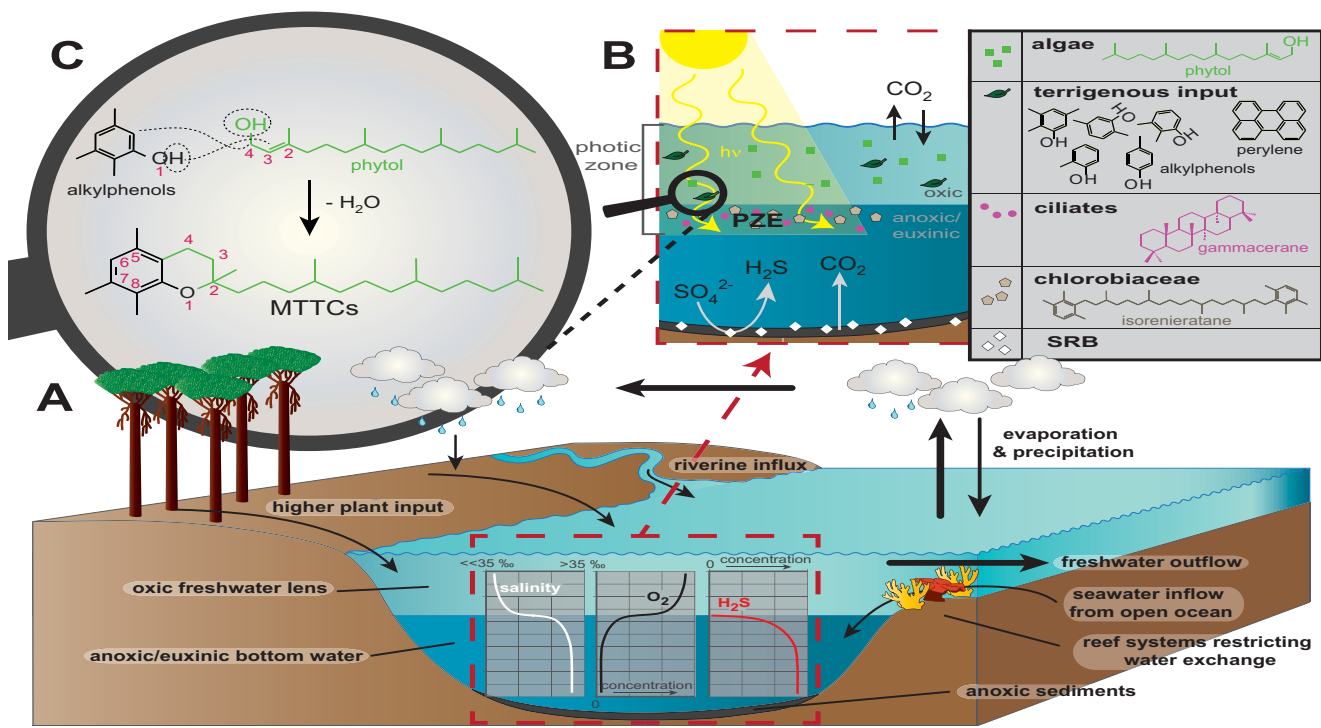 C
OH
4
3
2
phytol
OH
1
alkylphenols
- H₂O
4
3
5
6
7
8
2
O
1
MTTCs
B
CO₂
photic
zone
hν
oxic
PZE
anoxic/
euxinic
H₂S
CO₂
SO₄²⁻
algae
OH
phytol
terrigenous input
HO
OH
OH
OH
OH
perylene
alkylphenols
ciliates
gammacerane
chlorobiaceae
isorenieratane
SRB
A
evaporation
& precipitation
riverine influx
higher plant input
<<35 ‰
>35 ‰
0
concentration
salinity
O₂
H₂S
concentration
0
oxic freshwater lens
anoxic/euxinic bottom water
freshwater outflow
seawater inflow
from open ocean
reef systems restricting
water exchange
anoxic sediments